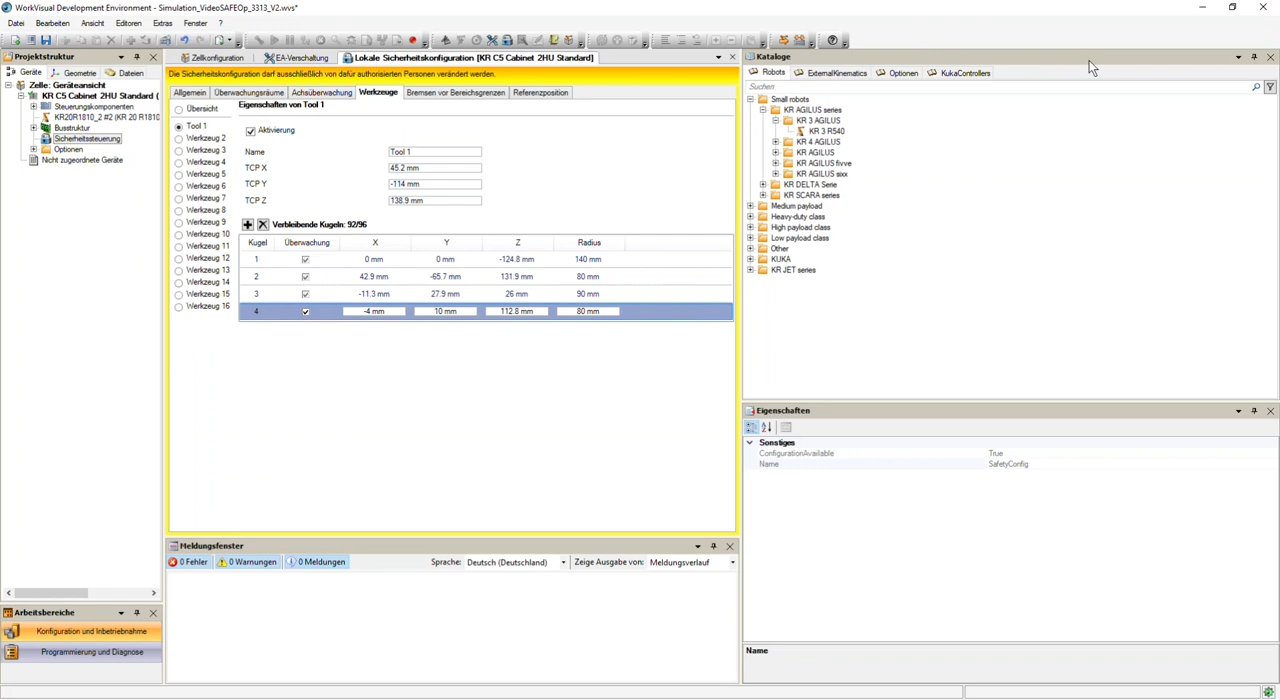 WorkVisual Development Environment - Simulation_VideoSAFEOp_3313_V2.wvs*
Datei Bearbeiten Ansicht Editoren Extras Fenster ?
Projektstruktur
Geräte Geometrie Dateien
Zelle: Geräteansicht
KR C5 Cabinet 2HU Standard (
Steuerungskomponenten
KR20R1810_2 #2 (KR 20 R1810
Busstruktur
Sicherheitssteuerung
Optionen
Nicht zugeordnete Geräte
Arbeitsbereiche
Konfiguration und Inbetriebnahme
Programmierung und Diagnose
Zellkonfiguration EA-Verschaltung Lokale Sicherheitskonfiguration [KR C5 Cabinet 2HU Standard]
Die Sicherheitskonfiguration darf ausschließlich von dafür authorisierten Personen verändert werden.
Allgemein Überwachungsräume Achsüberwachung Werkzeuge Bremsen vor Bereichsgrenzen Referenzposition
Übersicht
Tool 1
Werkzeug 2
Werkzeug 3
Werkzeug 4
Werkzeug 5
Werkzeug 6
Werkzeug 7
Werkzeug 8
Werkzeug 9
Werkzeug 10
Werkzeug 11
Werkzeug 12
Werkzeug 13
Werkzeug 14
Werkzeug 15
Werkzeug 16
Eigenschaften von Tool 1
Aktivierung
Name Tool 1
TCP X 45.2 mm
TCP Y -114 mm
TCP Z 138.9 mm
Verbleibende Kugeln: 92/96
Kugel Überwachung X Y Z Radius
1 0 mm 0 mm -124.8 mm 140 mm
2 42.9 mm -65.7 mm 131.9 mm 80 mm
3 -11.3 mm 27.9 mm 26 mm 90 mm
4 -4 mm 10 mm 112.8 mm 80 mm
Meldungsfenster
0 Fehler 0 Warnungen 0 Meldungen Sprache: Deutsch (Deutschland) Zeige Ausgabe von: Meldungsverlauf
Kataloge
Robots ExternalKinematics Optionen KukaControllers
Suchen
Small robots
KR AGILUS series
KR 3 AGILUS
KR 3 R540
KR 4 AGILUS
KR AGILUS
KR AGILUS fivve
KR AGILUS sixx
KR DELTA Serie
KR SCARA series
Medium payload
Heavy-duty class
High payload class
Low payload class
Other
KUKA
KR JET series
Eigenschaften
Sonstiges
ConfigurationAvailable True
Name SafetyConfig
Name